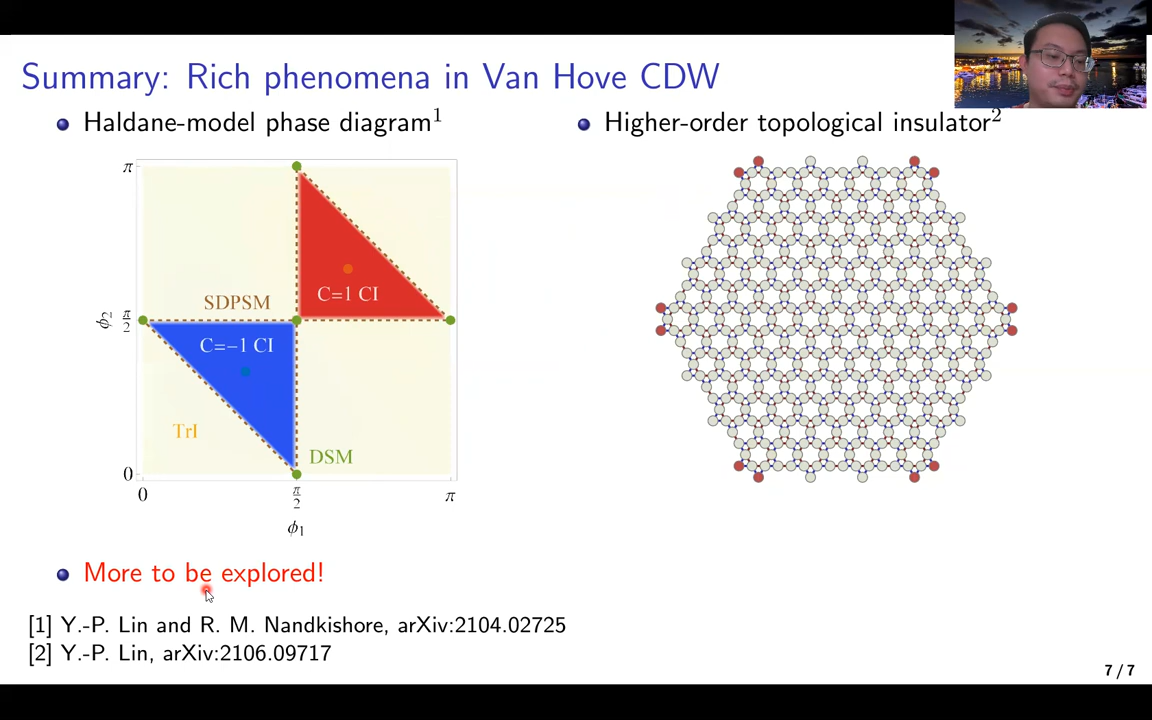 Summary: Rich phenomena in Van Hove CDW
Haldane-model phase diagram¹
π
SDPSM
C=1 CI
ϕ₂
π/2
C=−1 CI
TrI
DSM
0
0
π/2
π
ϕ₁
Higher-order topological insulator²
More to be explored!
[1] Y.-P. Lin and R. M. Nandkishore, arXiv:2104.02725
[2] Y.-P. Lin, arXiv:2106.09717
7 / 7